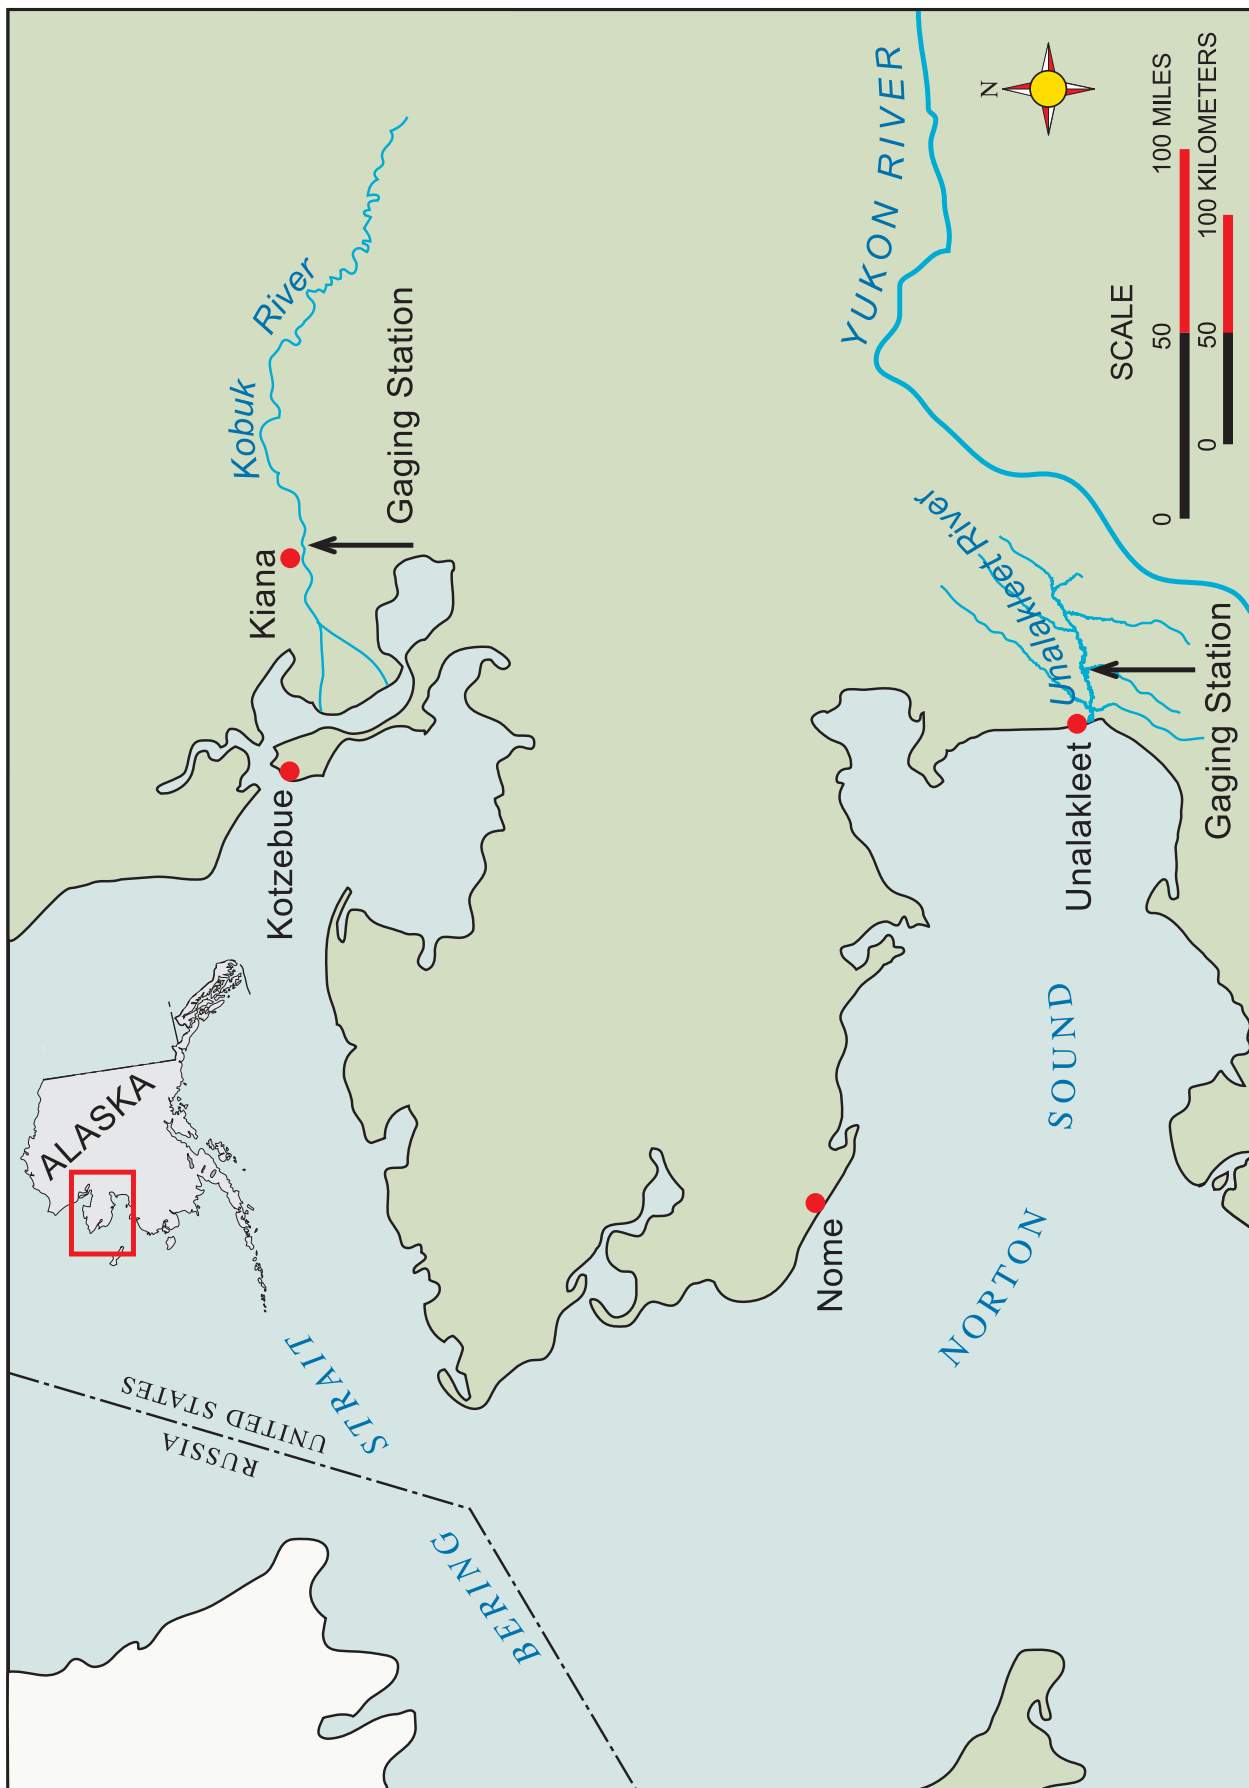 ALASKA
RUSSIA
UNITED STATES
BERING
STRAIT
Kotzebue
Kiana
Kobuk
River
Gaging Station
Nome
NORTON
SOUND
Unalakleet
Unalakleet River
Gaging Station
YUKON RIVER
N
SCALE
0 50 100 MILES
0 50 100 KILOMETERS